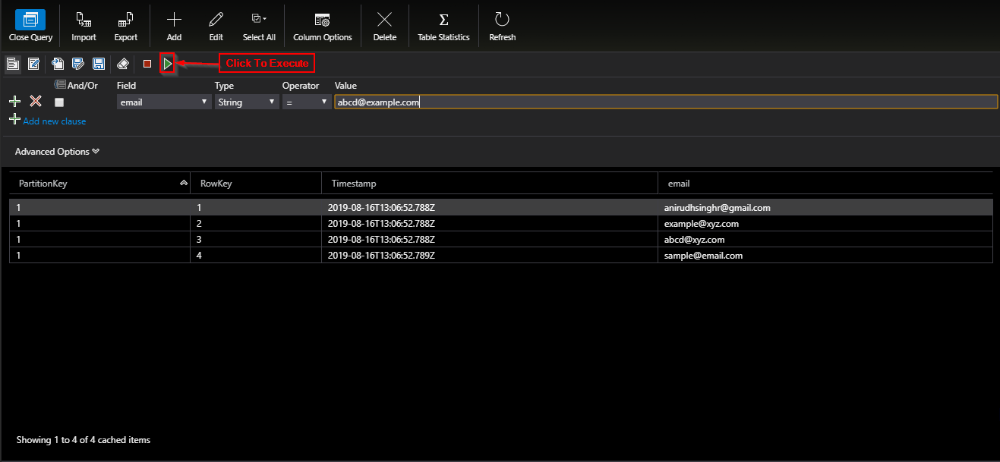 Close Query Import Export Add Edit Select All Column Options Delete Table Statistics Refresh
Click To Execute
And/Or Field Type Operator Value
email String = abcd@example.com
Add new clause
Advanced Options
PartitionKey RowKey Timestamp email
1 1 2019-08-16T13:06:52.788Z anirudhsinghr@gmail.com
1 2 2019-08-16T13:06:52.788Z example@xyz.com
1 3 2019-08-16T13:06:52.788Z abcd@xyz.com
1 4 2019-08-16T13:06:52.789Z sample@email.com
Showing 1 to 4 of 4 cached items